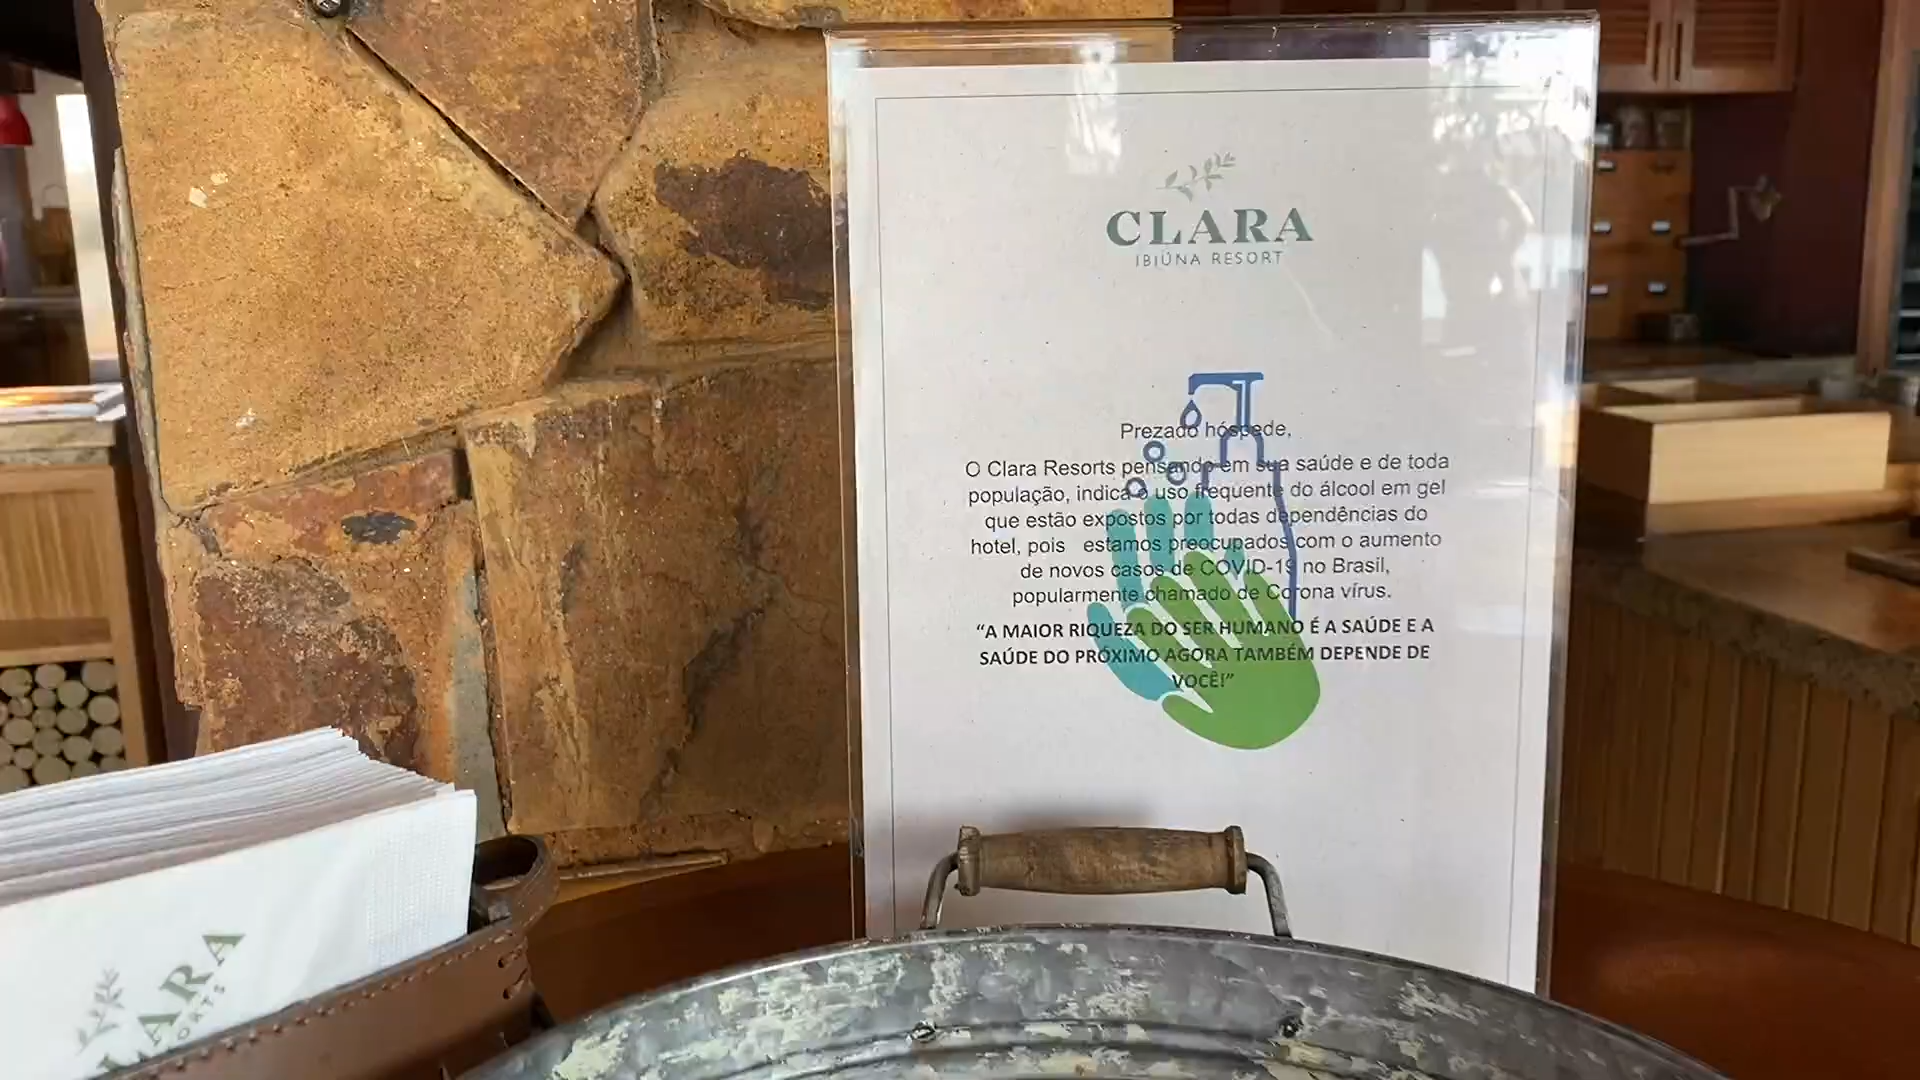 CLARA
IBIÚNA RESORT
Prezado hóspede,
O Clara Resorts pensando em sua saúde e de toda
população, indica o uso frequente do álcool em gel
que estão expostos por todas dependências do
hotel, pois estamos preocupados com o aumento
de novos casos de COVID-19 no Brasil,
popularmente chamado de Corona vírus.
“A MAIOR RIQUEZA DO SER HUMANO É A SAÚDE E A
SAÚDE DO PRÓXIMO AGORA TAMBÉM DEPENDE DE
VOCÊ!”